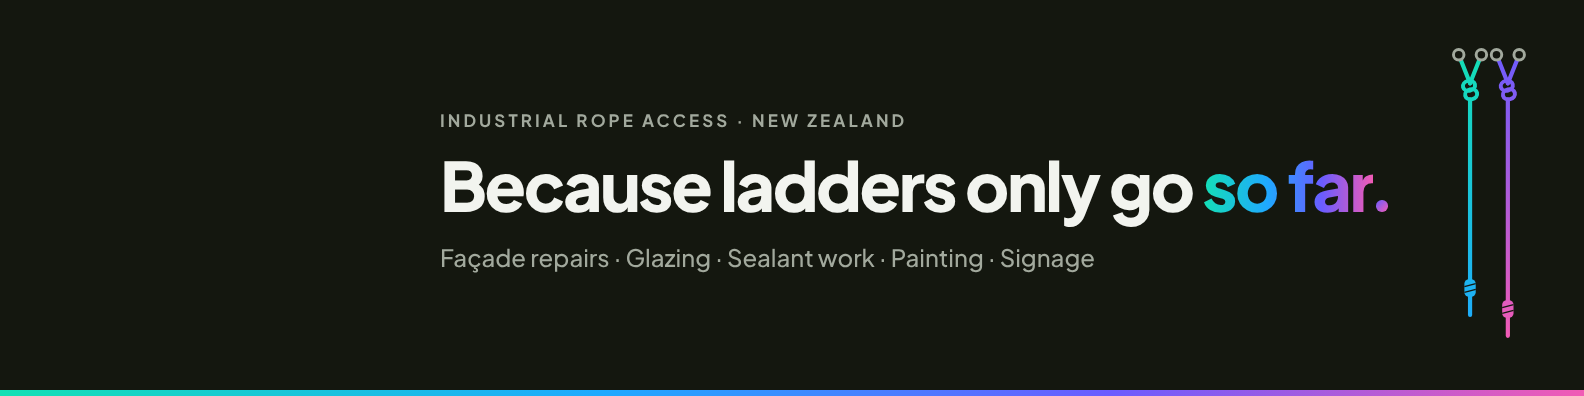 INDUSTRIAL ROPE ACCESS · NEW ZEALAND
Because ladders only go so far.
Façade repairs · Glazing · Sealant work · Painting · Signage